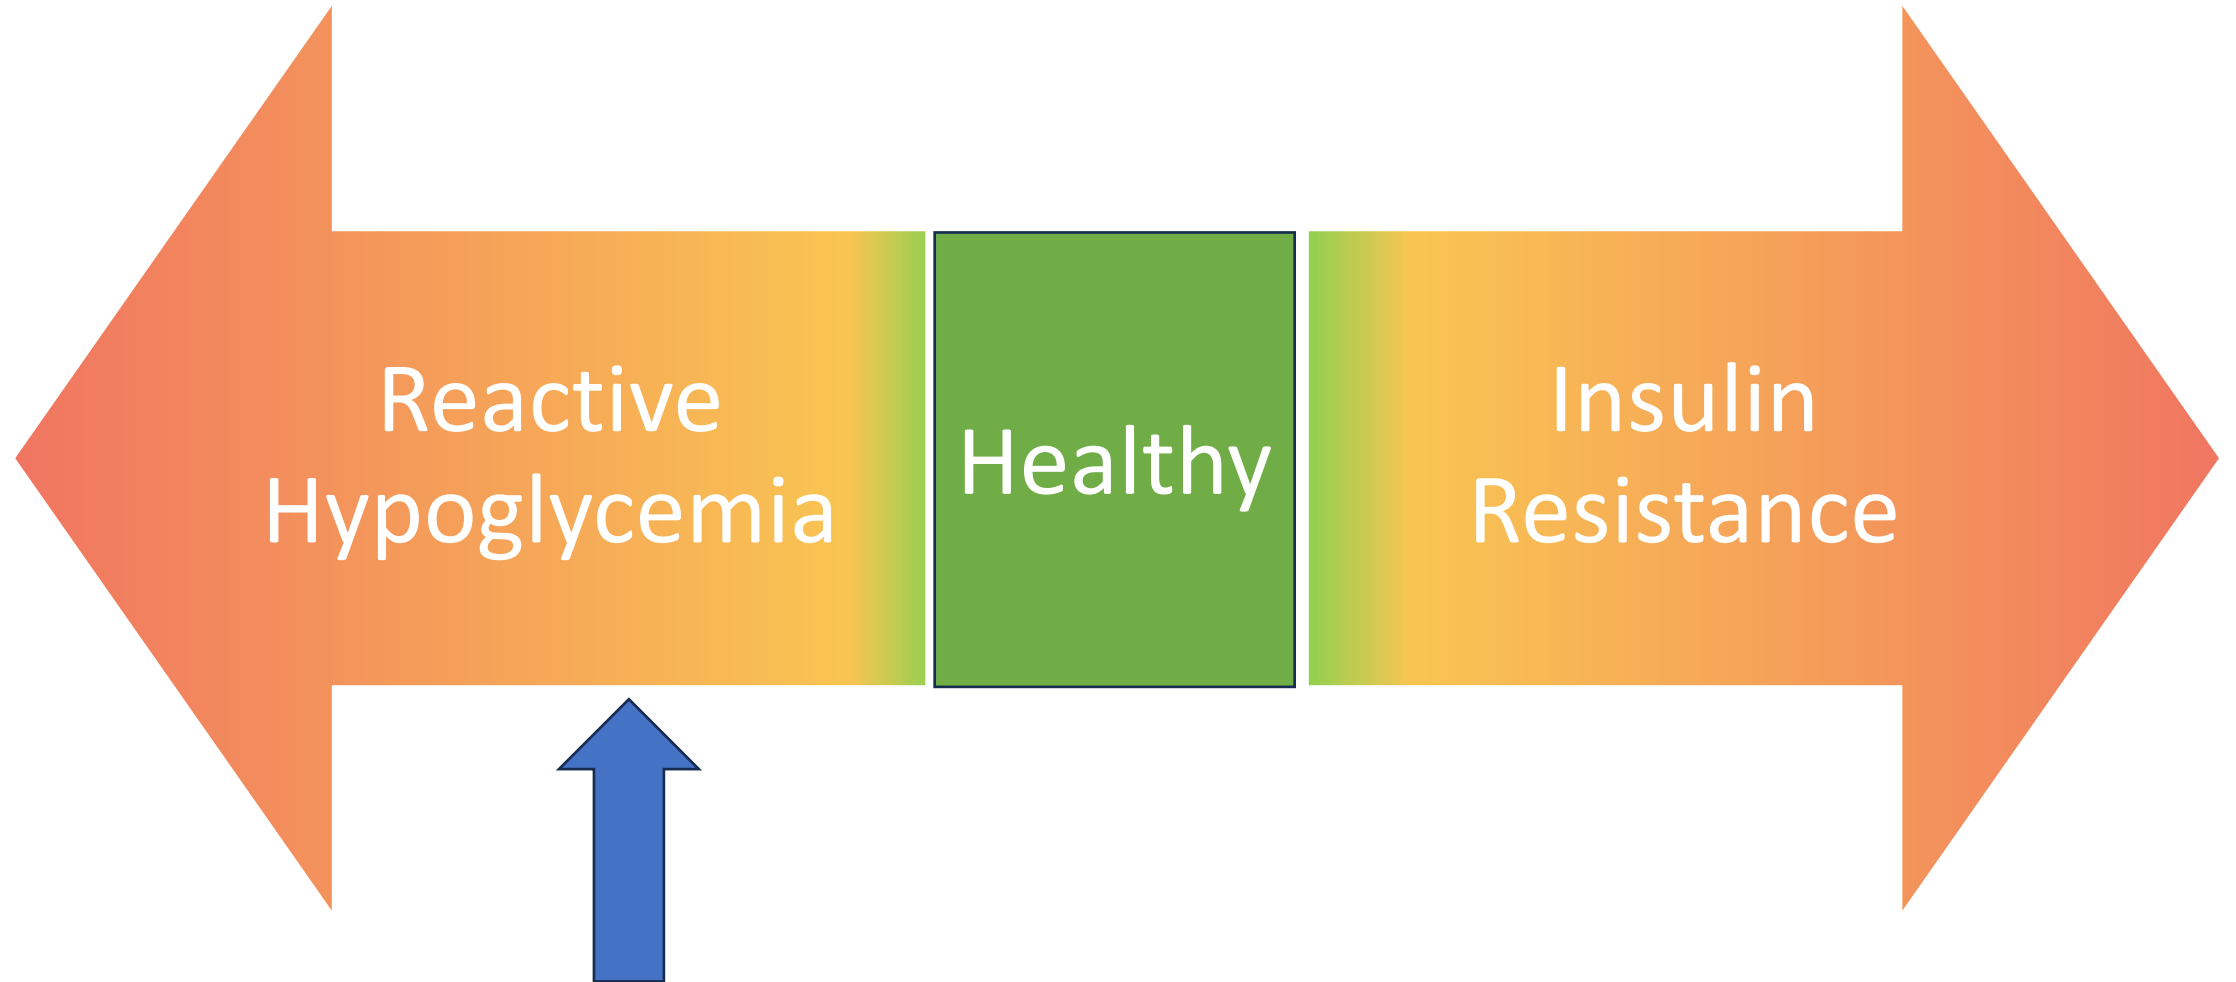 Reactive
Hypoglycemia
Healthy
Insulin
Resistance